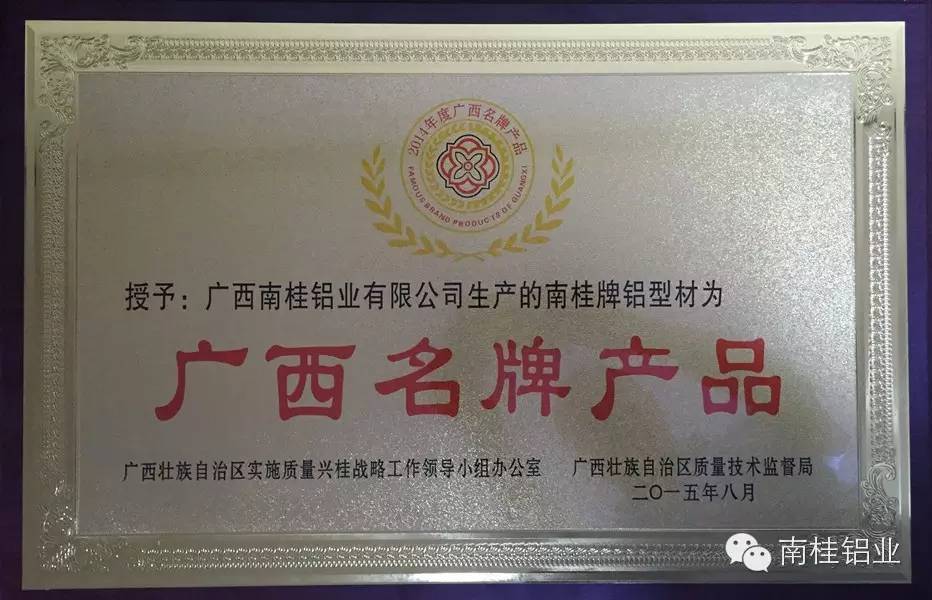 2014年度广西名牌产品
FAMOUS BRAND PRODUCTS OF GUANGXI
授予：广西南桂铝业有限公司生产的南桂牌铝型材为
广西名牌产品
广西壮族自治区实施质量兴桂战略工作领导小组办公室 广西壮族自治区质量技术监督局
二〇一五年八月
南桂铝业